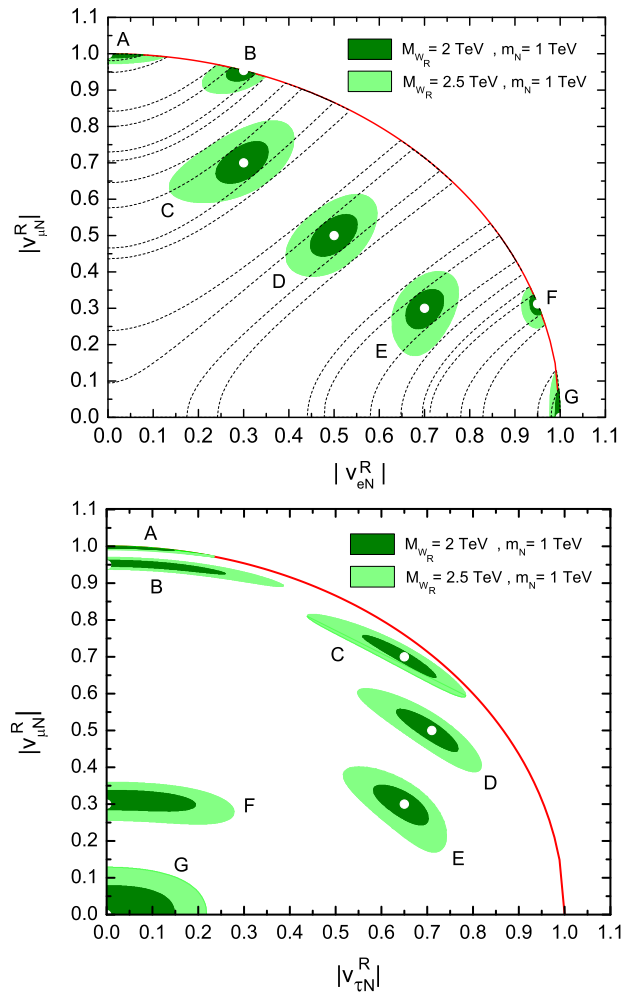 A
B
M_{W_R}= 2 TeV , m_N= 1 TeV
M_{W_R}= 2.5 TeV , m_N= 1 TeV
C
D
E
F
G
1.1
1.0
0.9
0.8
0.7
0.6
0.5
0.4
0.3
0.2
0.1
0.0
|v_{μN}^R|
0.0 0.1 0.2 0.3 0.4 0.5 0.6 0.7 0.8 0.9 1.0 1.1
| v_{eN}^R |
A
B
M_{W_R}= 2 TeV , m_N= 1 TeV
M_{W_R}= 2.5 TeV , m_N= 1 TeV
C
D
E
F
G
1.1
1.0
0.9
0.8
0.7
0.6
0.5
0.4
0.3
0.2
0.1
0.0
|v_{μN}^R|
0.0 0.1 0.2 0.3 0.4 0.5 0.6 0.7 0.8 0.9 1.0 1.1
|v_{τN}^R|